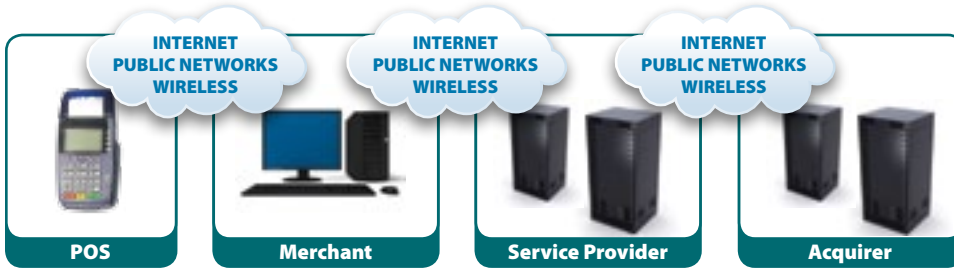 INTERNET
PUBLIC NETWORKS
WIRELESS
INTERNET
PUBLIC NETWORKS
WIRELESS
INTERNET
PUBLIC NETWORKS
WIRELESS
POS
Merchant
Service Provider
Acquirer